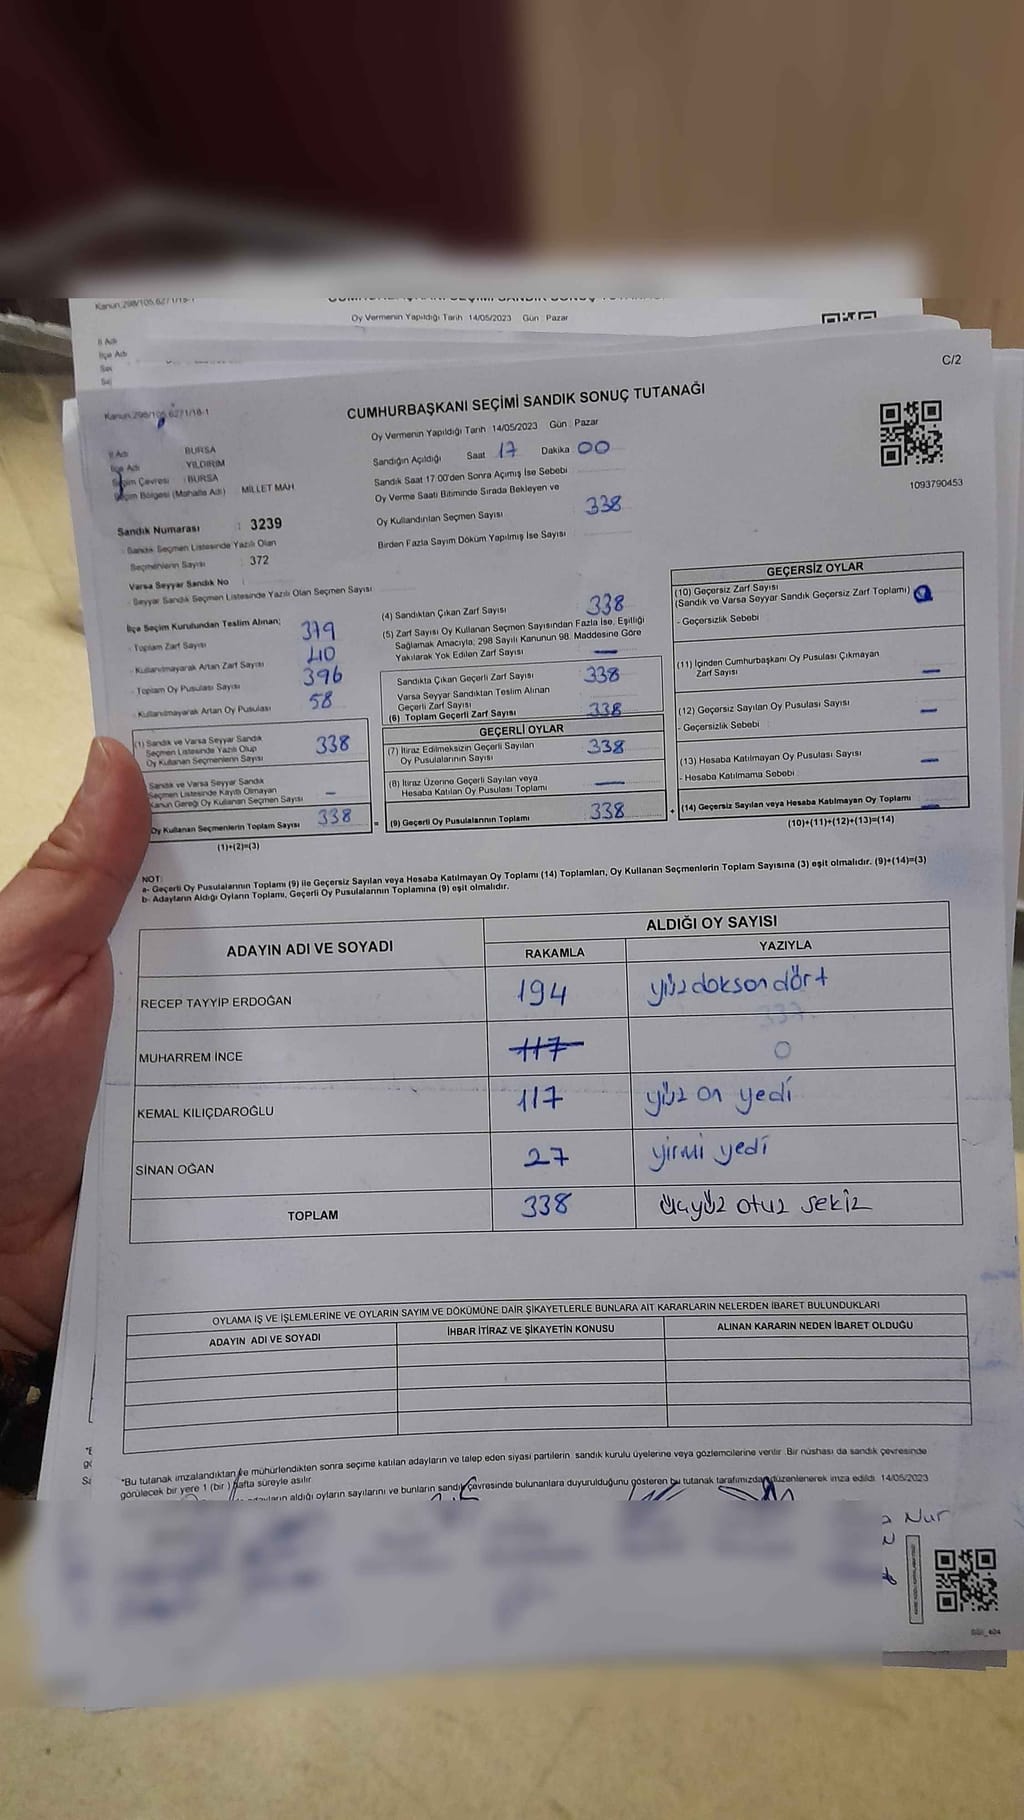 Kanun:298/105,6271/18-1
Oy Vermenin Yapıldığı Tarih 14/05/2023 Gün Pazar
İl Adı
İlçe Adı
C/2
Kanun:298/105,6271/18-1
CUMHURBAŞKANI SEÇİMİ SANDIK SONUÇ TUTANAĞI
Oy Vermenin Yapıldığı Tarih 14/05/2023 Gün Pazar
İl Adı BURSA
İlçe Adı YILDIRIM
Seçim Çevresi : BURSA
Seçim Bölgesi (Mahalle Adı) MİLLET MAH
Sandığın Açıldığı Saat 17 Dakika 00
Sandık Saat 17.00'den Sonra Açımış İse Sebebi
Oy Verme Saati Bitiminde Sırada Bekleyen ve
Oy Kullandırılan Seçmen Sayısı 338
Birden Fazla Sayım Döküm Yapılmış İse Sayısı
1093790453
Sandık Numarası : 3239
- Sandık Seçmen Listesinde Yazılı Olan
Seçmenlerin Sayısı : 372
Varsa Seyyar Sandık No
- Seyyar Sandık Seçmen Listesinde Yazılı Olan Seçmen Sayısı
İlçe Seçim Kurulundan Teslim Alınan;
- Toplam Zarf Sayısı 379
- Kullanılmayarak Artan Zarf Sayısı 40
- Toplam Oy Pusulası Sayısı 396
- Kullanılmayarak Artan Oy Pusulası 58
(1) Sandık ve Varsa Seyyar Sandık
Seçmen Listesinde Yazılı Olup
Oy Kullanan Seçmenlerin Sayısı 338
Sandık ve Varsa Seyyar Sandık
Seçmen Listesinde Kayıtlı Olmayan
Kanun Gereği Oy Kullanan Seçmen Sayısı –
Oy Kullanan Seçmenlerin Toplam Sayısı 338 =
(1)+(2)=(3)
(4) Sandıktan Çıkan Zarf Sayısı 338
(5) Zarf Sayısı Oy Kullanan Seçmen Sayısından Fazla İse, Eşitliği
Sağlamak Amacıyla; 298 Sayılı Kanunun 98. Maddesine Göre
Yakılarak Yok Edilen Zarf Sayısı –
Sandıkta Çıkan Geçerli Zarf Sayısı 338
Varsa Seyyar Sandıktan Teslim Alınan
Geçerli Zarf Sayısı
(6) Toplam Geçerli Zarf Sayısı 338
GEÇERLİ OYLAR
(7) İtiraz Edilmeksizin Geçerli Sayılan
Oy Pusulalarının Sayısı 338
(8) İtiraz Üzerine Geçerli Sayılan veya
Hesaba Katılan Oy Pusulası Toplamı –
(9) Geçerli Oy Pusulalarının Toplamı 338 +
GEÇERSİZ OYLAR
(10) Geçersiz Zarf Sayısı
(Sandık ve Varsa Seyyar Sandık Geçersiz Zarf Toplamı)
- Geçersizlik Sebebi
(11) İçinden Cumhurbaşkanı Oy Pusulası Çıkmayan
Zarf Sayısı –
(12) Geçersiz Sayılan Oy Pusulası Sayısı –
- Geçersizlik Sebebi
(13) Hesaba Katılmayan Oy Pusulası Sayısı –
- Hesaba Katılmama Sebebi
(14) Geçersiz Sayılan veya Hesaba Katılmayan Oy Toplamı –
(10)+(11)+(12)+(13)=(14)
NOT:
a- Geçerli Oy Pusulalarının Toplamı (9) ile Geçersiz Sayılan veya Hesaba Katılmayan Oy Toplamı (14) Toplamları, Oy Kullanan Seçmenlerin Toplam Sayısına (3) eşit olmalıdır. (9)+(14)=(3)
b- Adayların Aldığı Oyların Toplamı, Geçerli Oy Pusulalarının Toplamına (9) eşit olmalıdır.
ADAYIN ADI VE SOYADI ALDIĞI OY SAYISI
RAKAMLA YAZIYLA
RECEP TAYYİP ERDOĞAN 194 yüzdoksandört
MUHARREM İNCE 117 0
KEMAL KILIÇDAROĞLU 117 yüz on yedi
SİNAN OĞAN 27 yirmi yedi
TOPLAM 338 üçyüz otuz sekiz
OYLAMA İŞ VE İŞLEMLERİNE VE OYLARIN SAYIM VE DÖKÜMÜNE DAİR ŞİKAYETLERLE BUNLARA AİT KARARLARIN NELERDEN İBARET BULUNDUKLARI
ADAYIN ADI VE SOYADI İHBAR İTİRAZ VE ŞİKAYETİN KONUSU ALINAN KARARIN NEDEN İBARET OLDUĞU
*Bu tutanak imzalandıktan ve mühürlendikten sonra seçime katılan adayların ve talep eden siyasi partilerin sandık kurulu üyelerine veya gözlemcilerine verilir. Bir nüshası da sandık çevresinde
görülecek bir yere 1 (bir) hafta süreyle asılır.
adayların aldığı oyların sayılarını ve bunların sandık çevresinde bulunanlara duyurulduğunu gösteren bu tutanak tarafımızdan düzenlenerek imza edildi. 14/05/2023
Nur